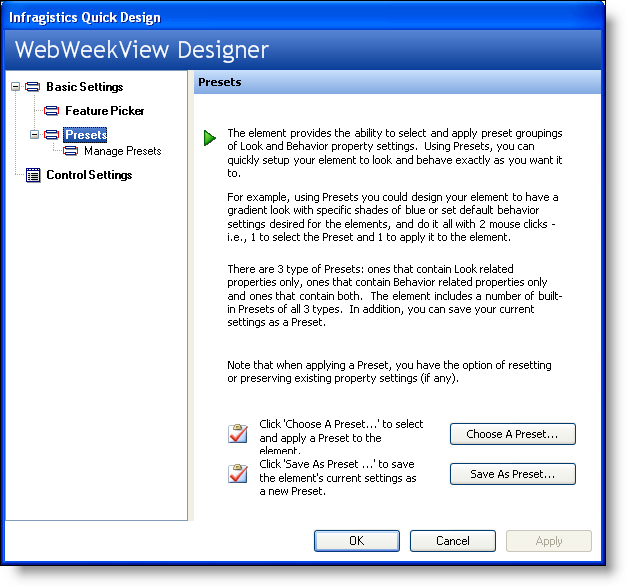 Infragistics Quick Design
WebWeekView Designer
Basic Settings
Feature Picker
Presets
Manage Presets
Control Settings
Presets
The element provides the ability to select and apply preset groupings
of Look and Behavior property settings.  Using Presets, you can
quickly setup your element to look and behave exactly as you want it
to.
For example, using Presets you could design your element to have a
gradient look with specific shades of blue or set default behavior
settings desired for the elements, and do it all with 2 mouse clicks -
i.e., 1 to select the Preset and 1 to apply it to the element.
There are 3 type of Presets: ones that contain Look related
properties only, ones that contain Behavior related properties only
and ones that contain both.  The element includes a number of built-
in Presets of all 3 types.  In addition, you can save your current
settings as a Preset.
Note that when applying a Preset, you have the option of resetting
or preserving existing property settings (if any).
Click 'Choose A Preset...' to select
and apply a Preset to the
element.
Choose A Preset...
Click 'Save As Preset ...' to save
the element's current settings as
a new Preset.
Save As Preset...
OK
Cancel
Apply